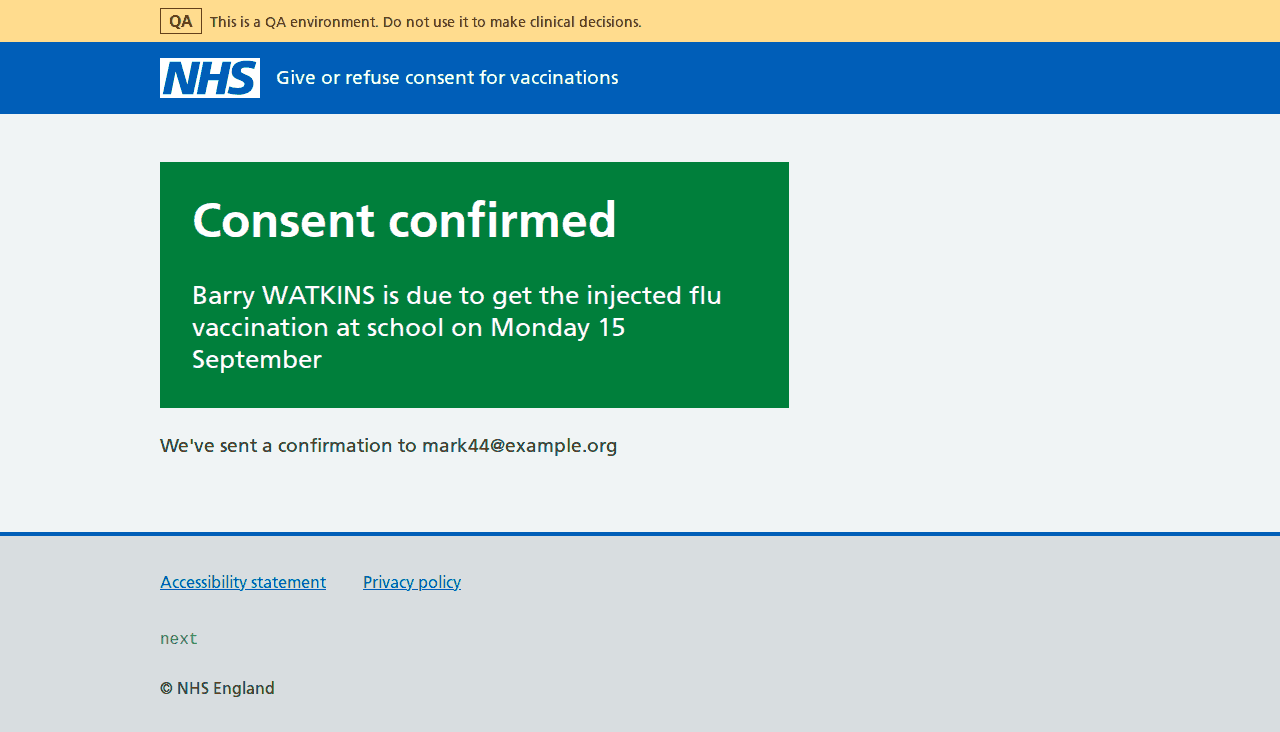 QA This is a QA environment. Do not use it to make clinical decisions.
NHS Give or refuse consent for vaccinations
Consent confirmed
Barry WATKINS is due to get the injected flu
vaccination at school on Monday 15
September
We've sent a confirmation to mark44@example.org
Accessibility statement Privacy policy
next
© NHS England